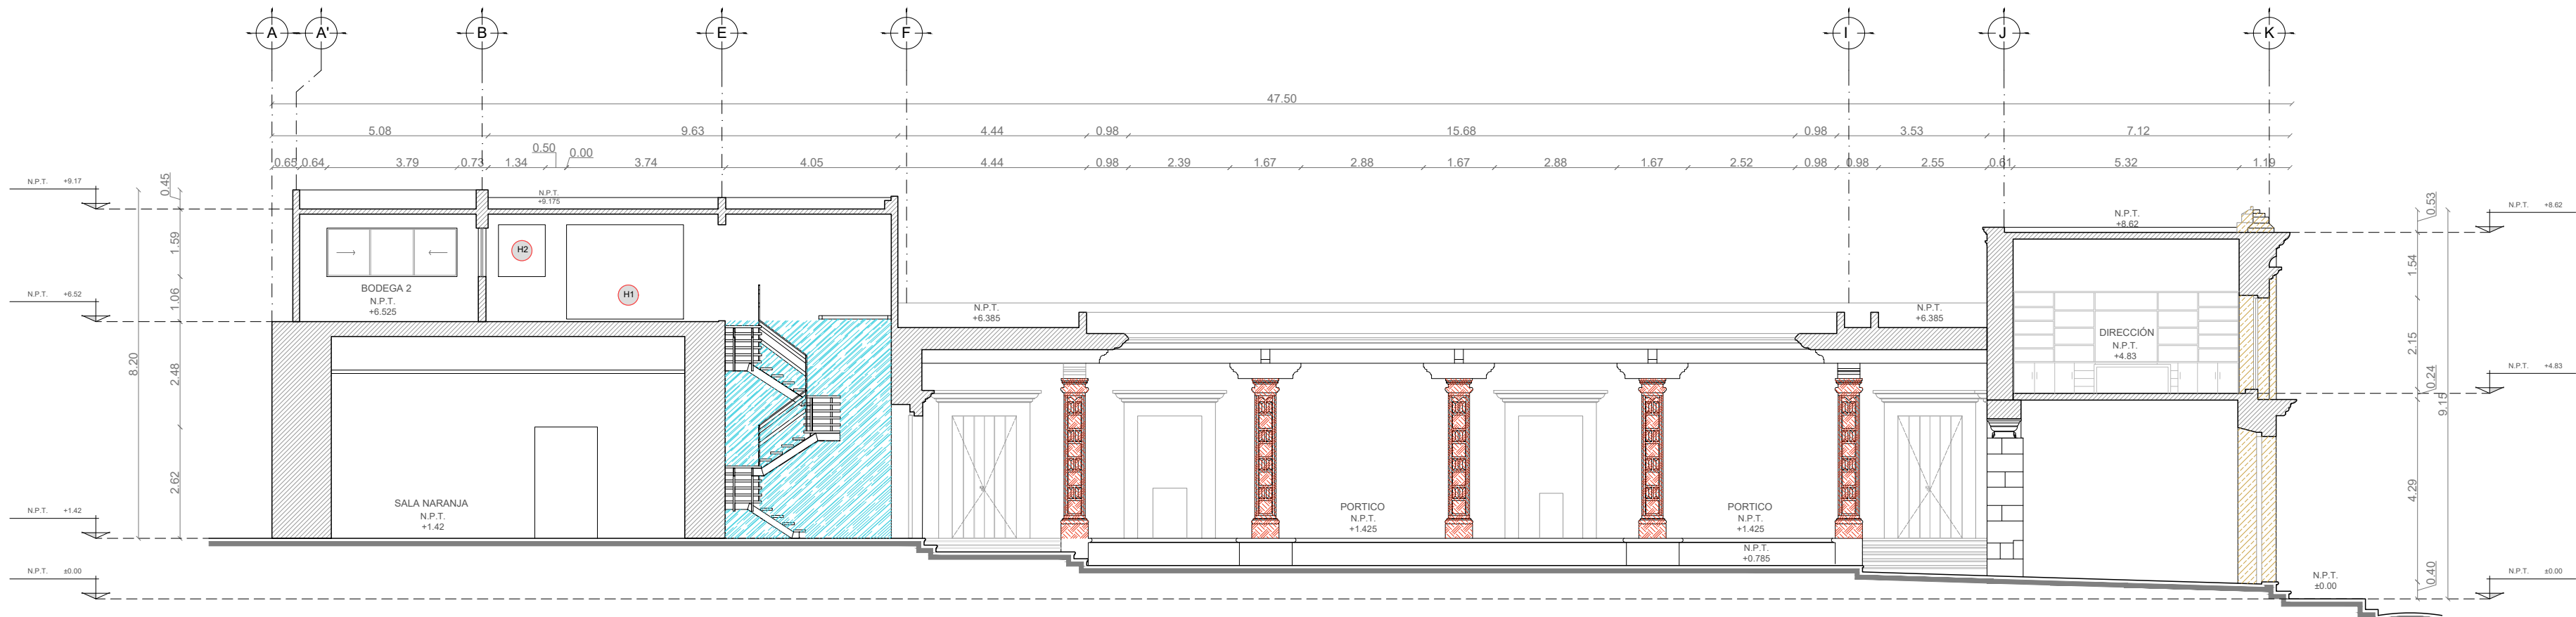 A A' B E F I J K
47.50
5.08 9.63 4.44 0.98 15.68 0.98 3.53 7.12
0.65 0.64 3.79 0.73 1.34 0.50 0.00 3.74 4.05 4.44 0.98 2.39 1.67 2.88 1.67 2.88 1.67 2.52 0.98 0.98 2.55 0.61 5.32 1.19
N.P.T. +9.17
N.P.T. +6.52
N.P.T. +1.42
N.P.T. ±0.00
8.20
0.45
1.59
1.06
2.48
2.62
N.P.T.
+9.175
H2
H1
BODEGA 2
N.P.T.
+6.525
SALA NARANJA
N.P.T.
+1.42
N.P.T.
+6.385
PORTICO
N.P.T.
+1.425
PORTICO
N.P.T.
+1.425
N.P.T.
+0.785
N.P.T.
+6.385
N.P.T.
+8.62
DIRECCIÓN
N.P.T.
+4.83
N.P.T.
±0.00
0.53
1.54
2.15
0.24
4.29
0.40
9.15
N.P.T. +8.62
N.P.T. +4.83
N.P.T. ±0.00